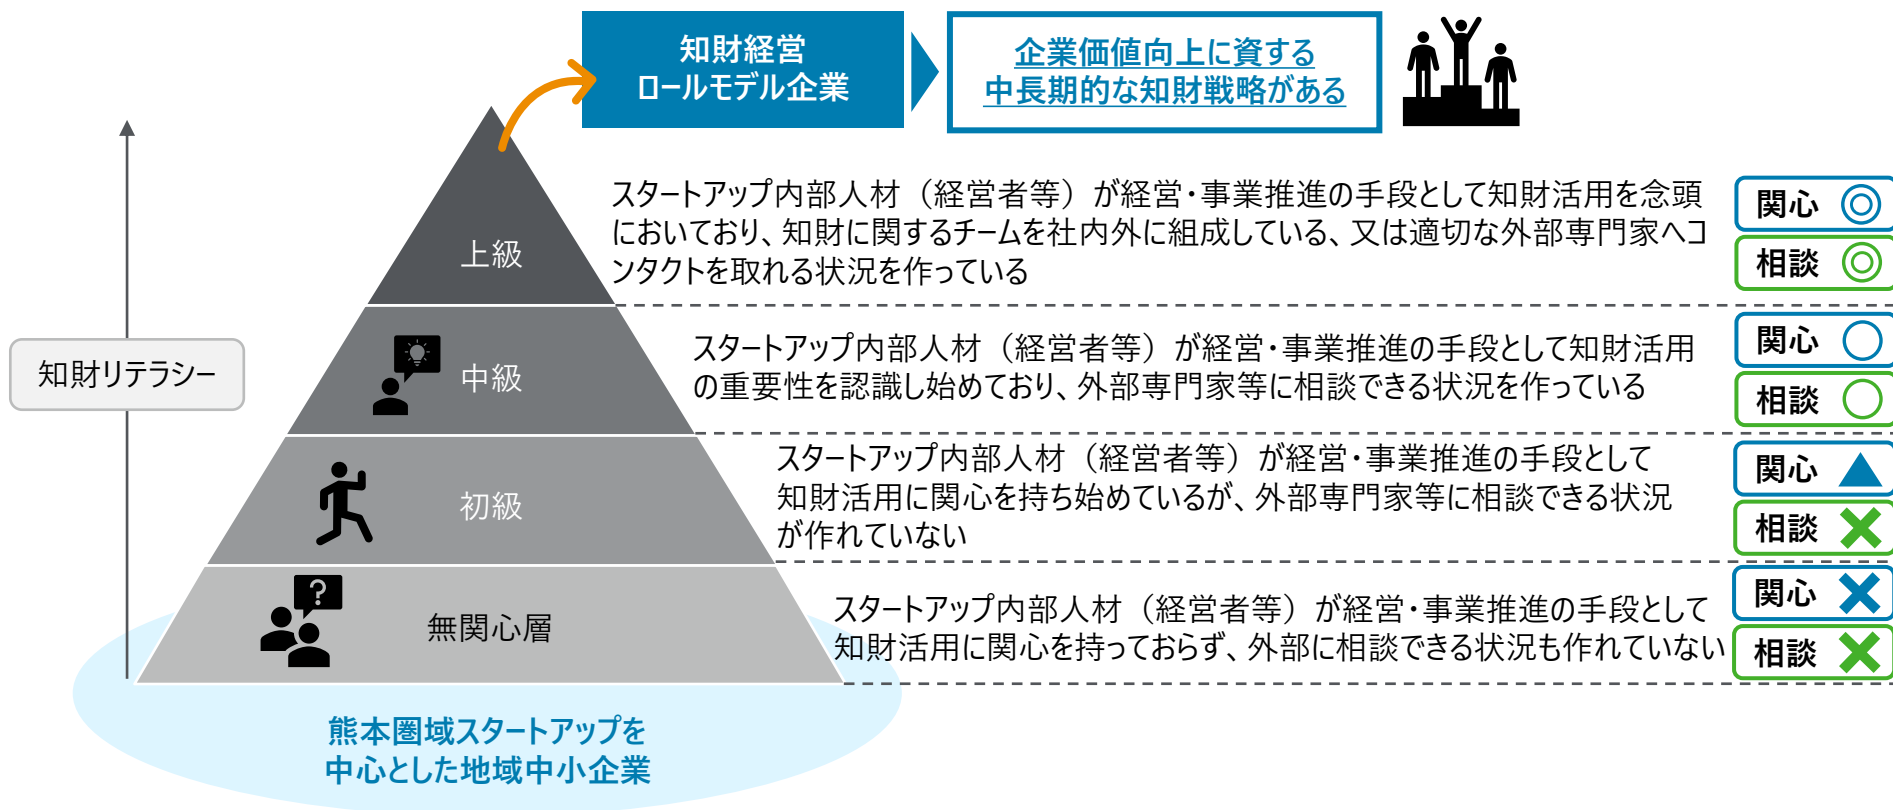 知財経営
ロールモデル企業
企業価値向上に資する
中長期的な知財戦略がある
知財リテラシー
上級
スタートアップ内部人材（経営者等）が経営・事業推進の手段として知財活用を念頭
においており、知財に関するチームを社内外に組成している、又は適切な外部専門家へコ
ンタクトを取れる状況を作っている
関心 ◎
相談 ◎
中級
スタートアップ内部人材（経営者等）が経営・事業推進の手段として知財活用
の重要性を認識し始めており、外部専門家等に相談できる状況を作っている
関心 ○
相談 ○
初級
スタートアップ内部人材（経営者等）が経営・事業推進の手段として
知財活用に関心を持ち始めているが、外部専門家等に相談できる状況
が作れていない
関心 ▲
相談 ✕
?
無関心層
スタートアップ内部人材（経営者等）が経営・事業推進の手段として
知財活用に関心を持っておらず、外部に相談できる状況も作れていない
関心 ✕
相談 ✕
熊本圏域スタートアップを
中心とした地域中小企業